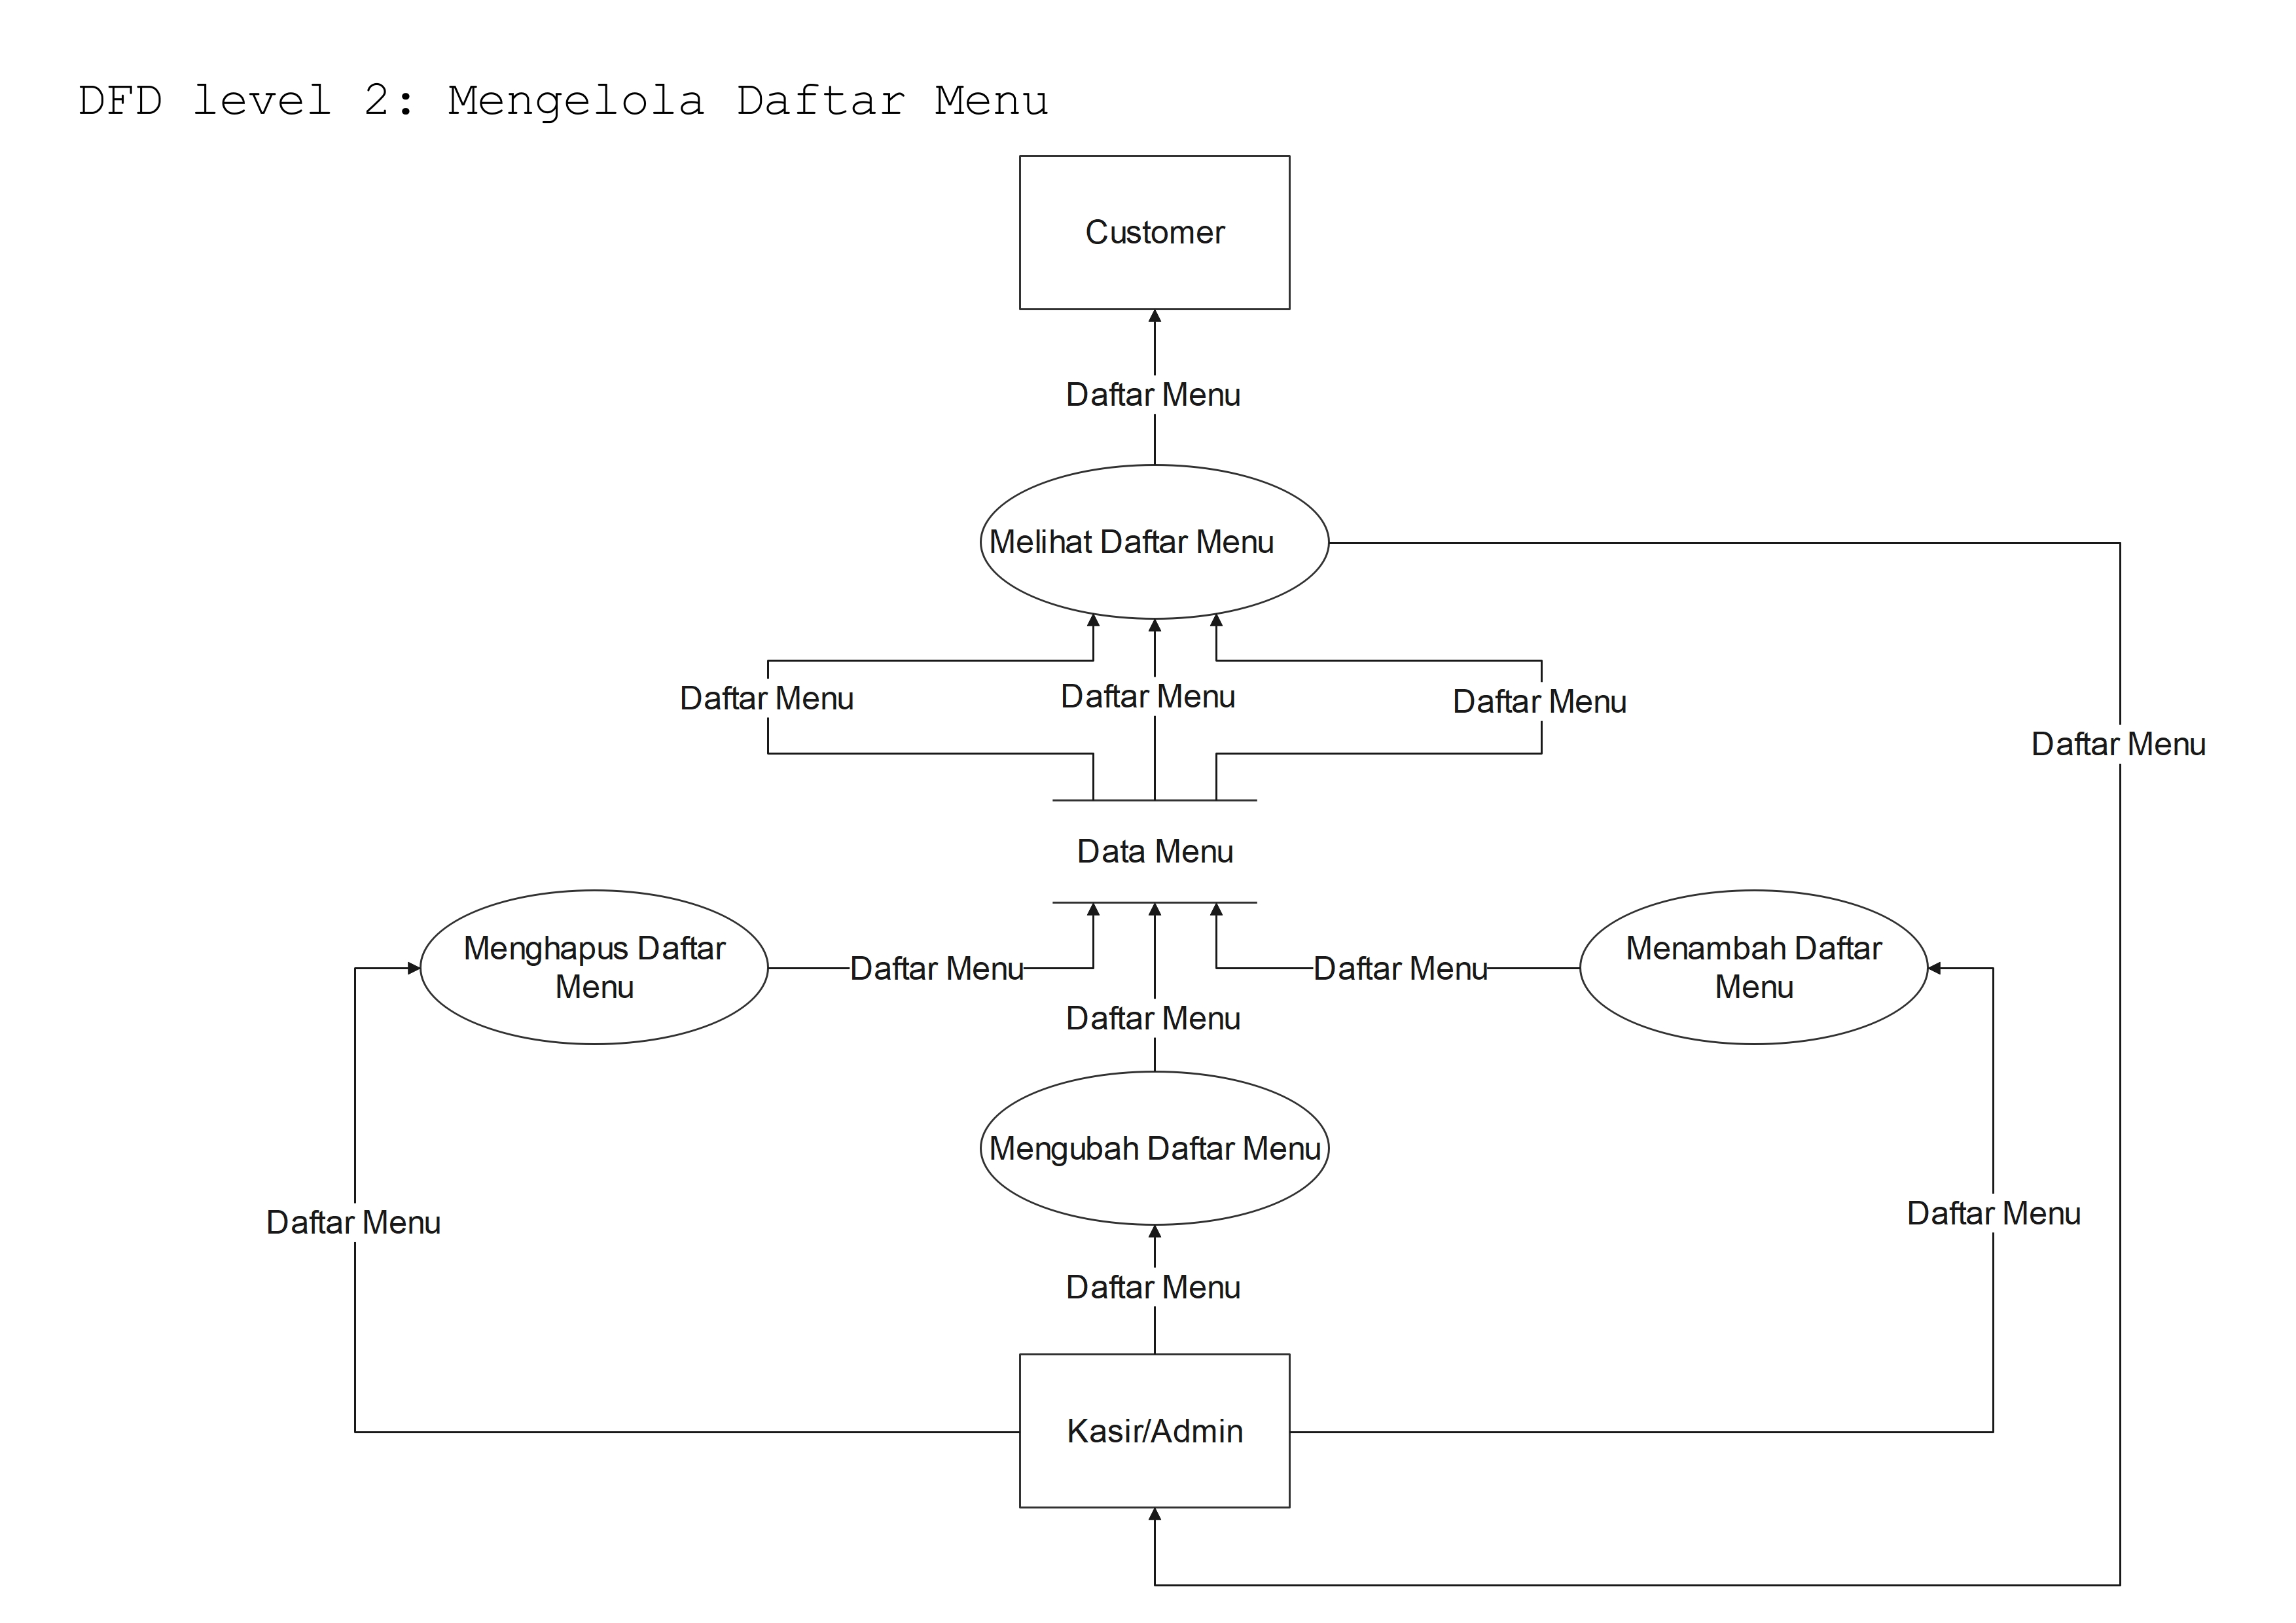 DFD level 2: Mengelola Daftar Menu
Customer
Daftar Menu
Melihat Daftar Menu
Daftar Menu
Daftar Menu
Daftar Menu
Daftar Menu
Data Menu
Menghapus Daftar
Menu
Daftar Menu
Daftar Menu
Menambah Daftar
Menu
Daftar Menu
Mengubah Daftar Menu
Daftar Menu
Daftar Menu
Daftar Menu
Kasir/Admin